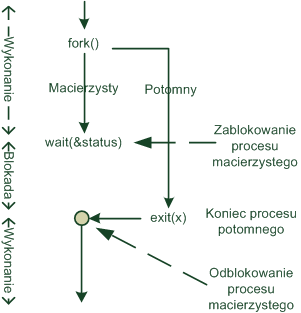 Wykonanie
Blokada
Wykonanie
fork()
Macierzysty
Potomny
wait(&status)
Zablokowanie
procesu
macierzystego
exit(x)
Koniec procesu
potomnego
Odblokowanie
procesu
macierzystego